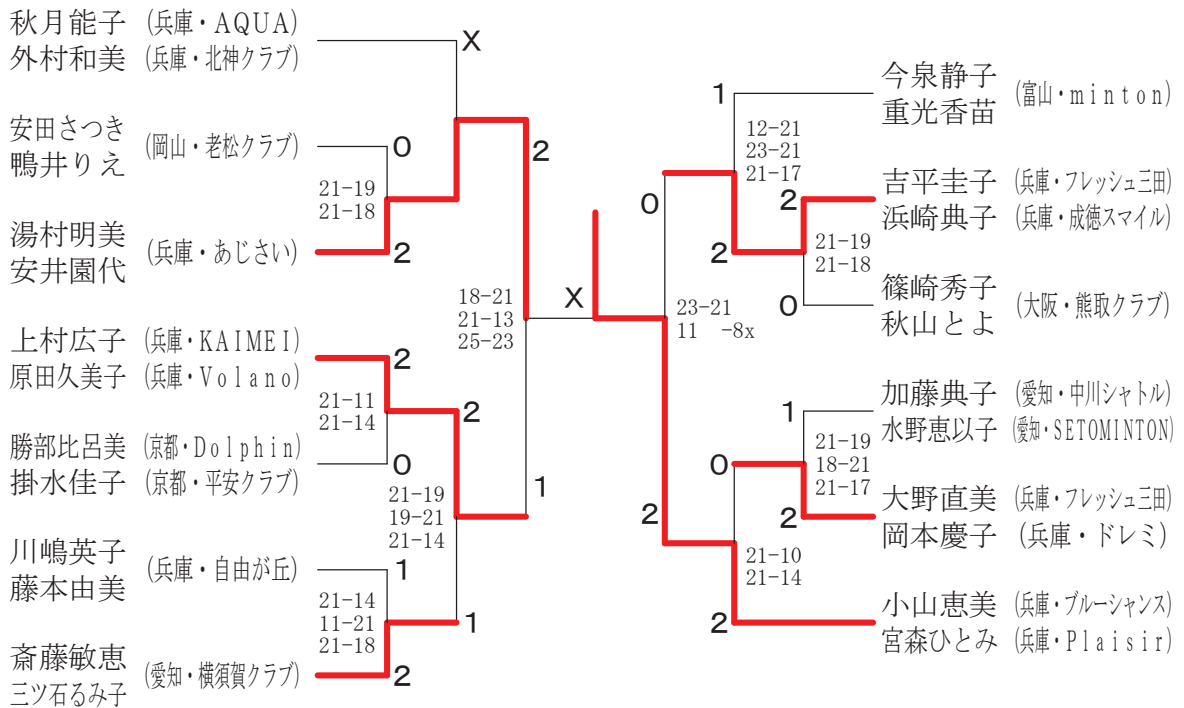 秋月能子 (兵庫・AQUA)
外村和美 (兵庫・北神クラブ)
X
安田さつき
鴨井りえ
(岡山・老松クラブ)
0
21-19
21-18
湯村明美
安井園代
(兵庫・あじさい)
2
2
18-21
21-13
25-23
上村広子 (兵庫・KAIMEI)
原田久美子 (兵庫・Volano)
2
21-11
21-14
2
勝部比呂美 (京都・Dolphin)
掛水佳子 (京都・平安クラブ)
0
21-19
19-21
21-14
1
川嶋英子
藤本由美
(兵庫・自由が丘)
1
21-14
11-21
21-18
1
斎藤敏恵
三ツ石るみ子
(愛知・横須賀クラブ)
2
X
今泉静子
重光香苗
(富山・minton)
1
12-21
23-21
21-17
0
吉平圭子 (兵庫・フレッシュ三田)
浜崎典子 (兵庫・成徳スマイル)
2
2
21-19
21-18
篠崎秀子
秋山とよ
(大阪・熊取クラブ)
0
23-21
11 -8x
加藤典子 (愛知・中川シャトル)
水野恵以子 (愛知・SETOMINTON)
1
21-19
18-21
21-17
0
大野直美 (兵庫・フレッシュ三田)
岡本慶子 (兵庫・ドレミ)
2
2
21-10
21-14
小山恵美 (兵庫・ブルーシャンス)
宮森ひとみ (兵庫・Plaisir)
2